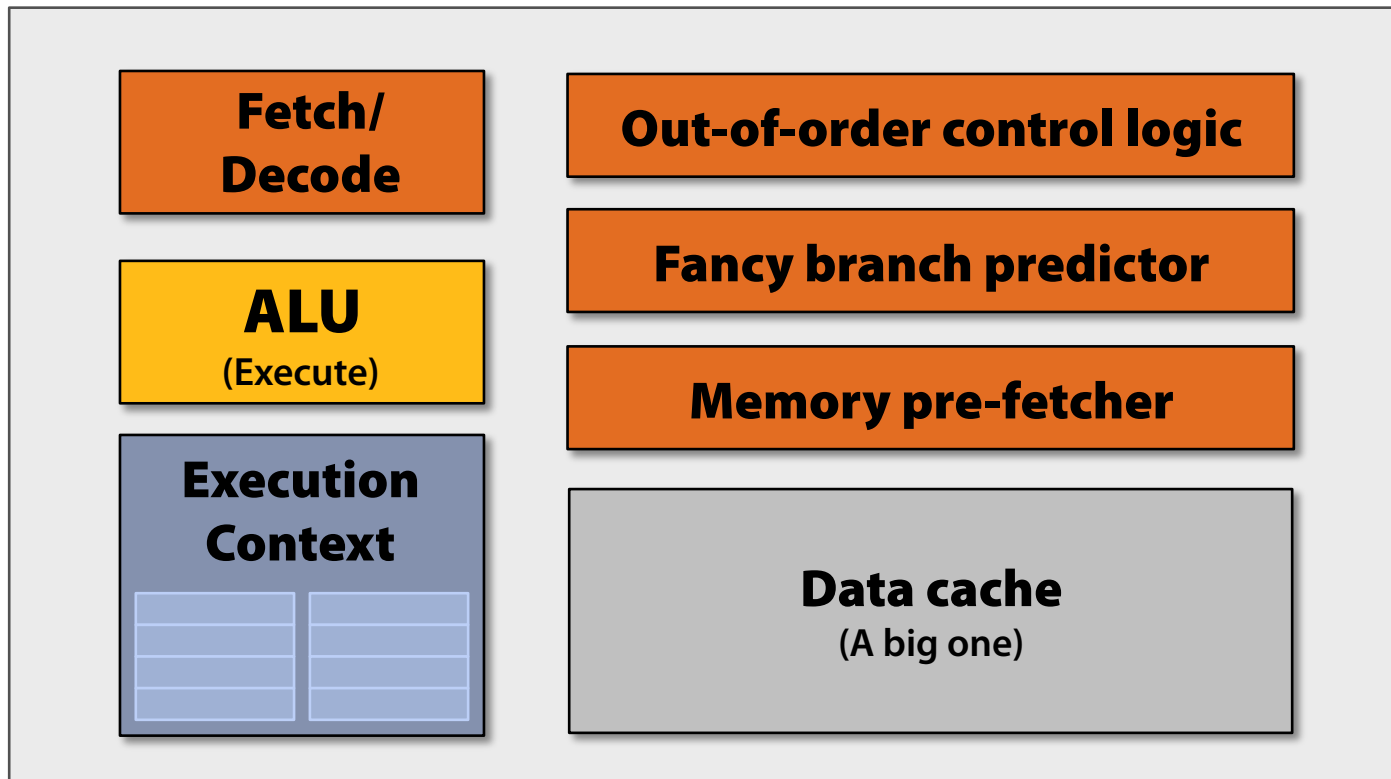 Fetch/
Decode
ALU
(Execute)
Execution
Context
Out-of-order control logic
Fancy branch predictor
Memory pre-fetcher
Data cache
(A big one)